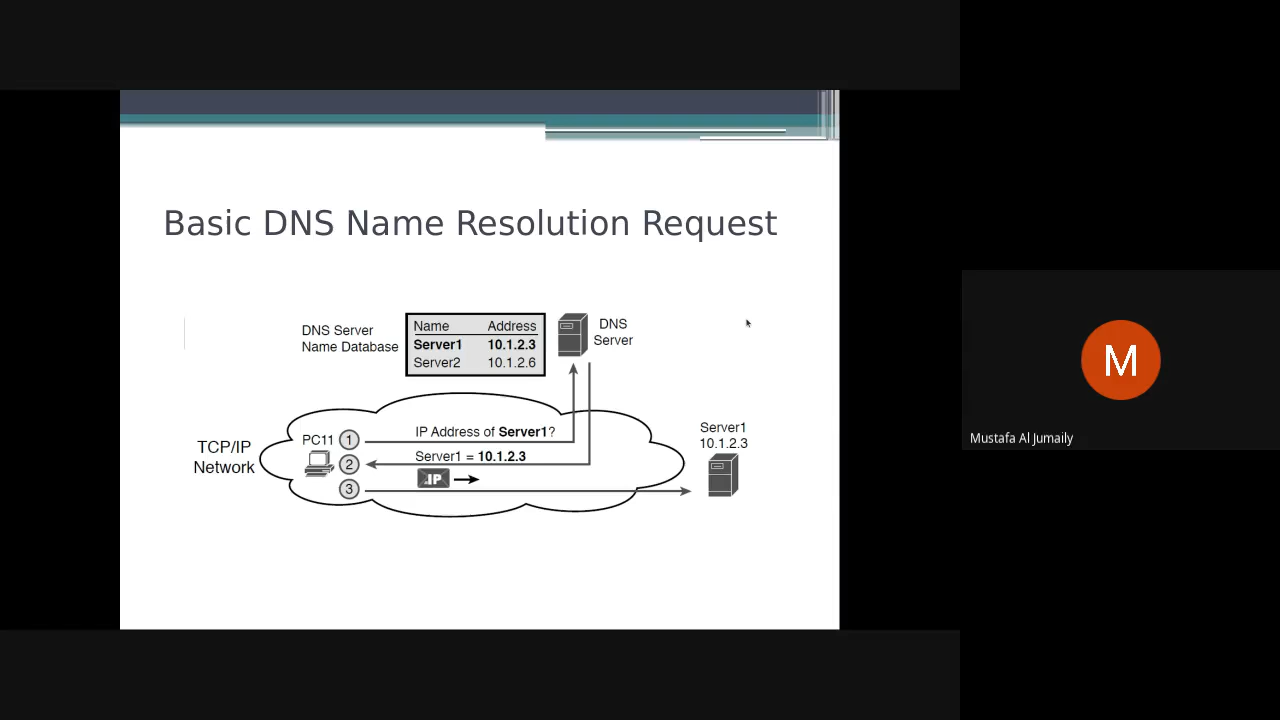 Basic DNS Name Resolution Request
DNS Server
Name Database
Name Address
Server1 10.1.2.3
Server2 10.1.2.6
DNS
Server
TCP/IP
Network
PC11
1
IP Address of Server1?
2
Server1 = 10.1.2.3
.IP
3
Server1
10.1.2.3
M
Mustafa Al Jumaily